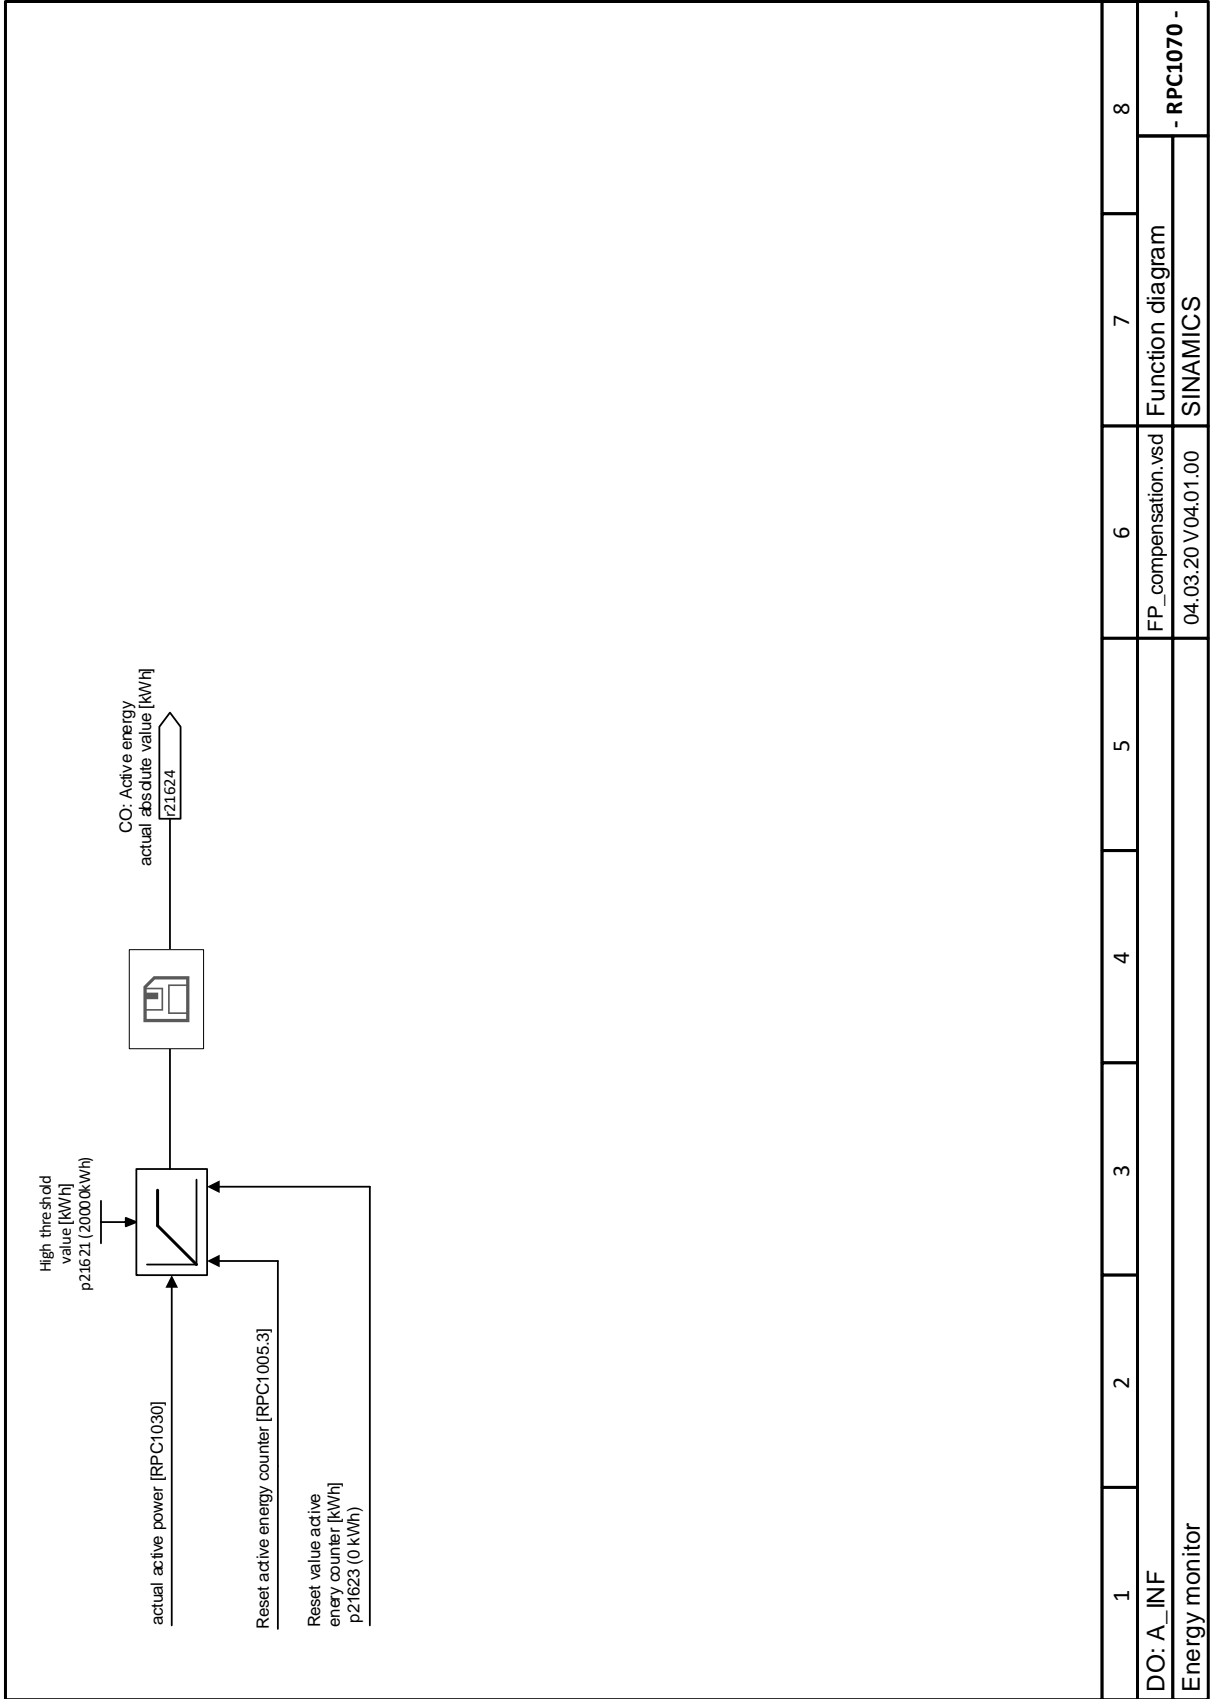 High threshold
value [kWh]
p21621 (20000kWh)
CO: Active energy
actual absolute value [kWh]
r21624
actual active power [RPC1030]
Reset active energy counter [RPC1005.3]
Reset value active
enery counter [kWh]
p21623 (0 kWh)
1 2 3 4 5 6 7 8
DO: A_INF FP_compensation.vsd Function diagram - RPC1070 -
Energy monitor 04.03.20 V04.01.00 SINAMICS